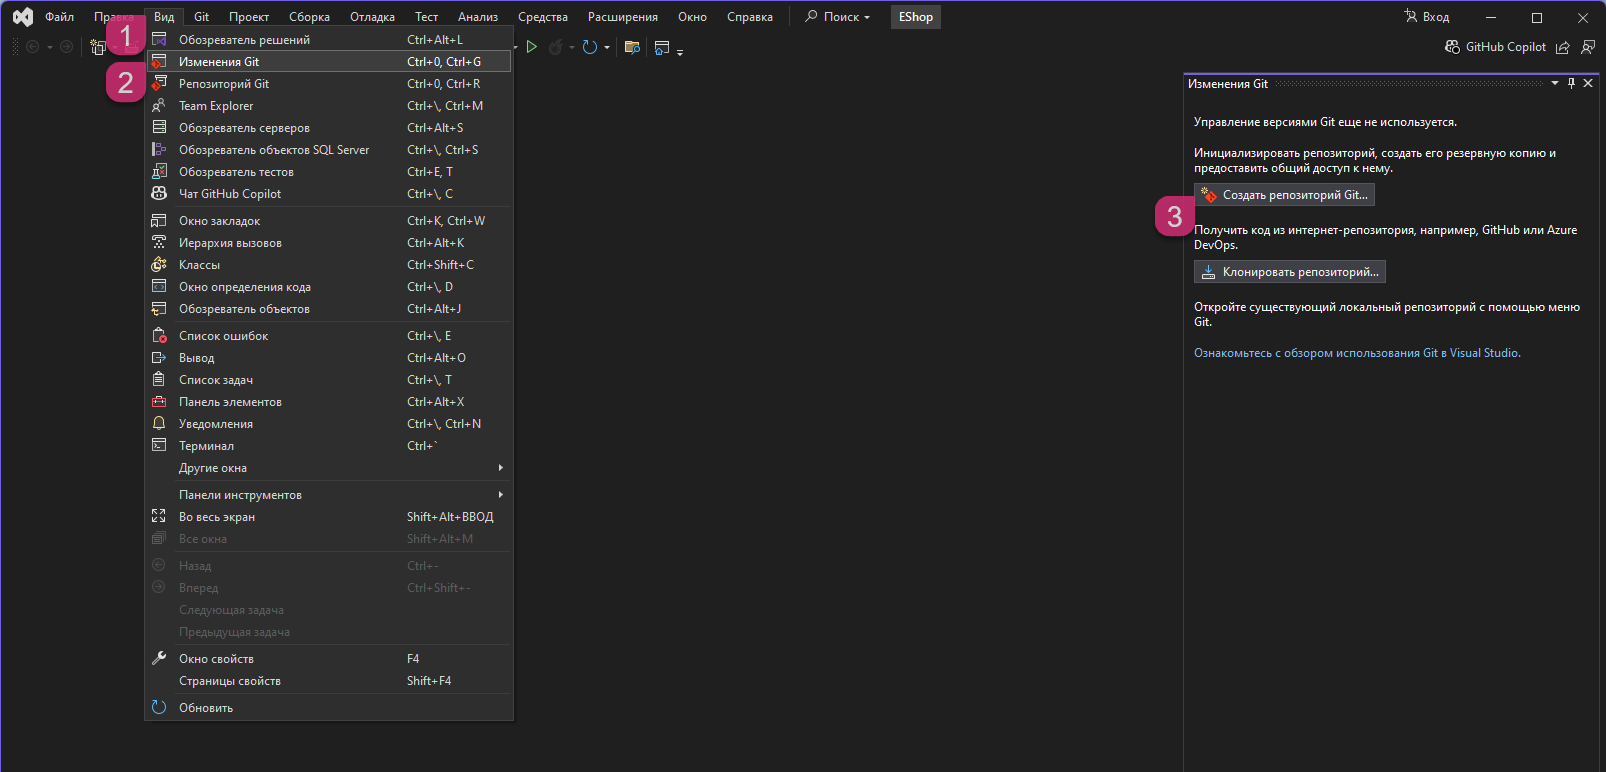 Файл Правка Вид Git Проект Сборка Отладка Тест Анализ Средства Расширения Окно Справка Поиск EShop Вход
GitHub Copilot
1
2
Обозреватель решений Ctrl+Alt+L
Изменения Git Ctrl+0, Ctrl+G
Репозиторий Git Ctrl+0, Ctrl+R
Team Explorer Ctrl+\, Ctrl+M
Обозреватель серверов Ctrl+Alt+S
Обозреватель объектов SQL Server Ctrl+\, Ctrl+S
Обозреватель тестов Ctrl+E, T
Чат GitHub Copilot Ctrl+\, C
Окно закладок Ctrl+K, Ctrl+W
Иерархия вызовов Ctrl+Alt+K
Классы Ctrl+Shift+C
Окно определения кода Ctrl+\, D
Обозреватель объектов Ctrl+Alt+J
Список ошибок Ctrl+\, E
Вывод Ctrl+Alt+O
Список задач Ctrl+\, T
Панель элементов Ctrl+Alt+X
Уведомления Ctrl+\, Ctrl+N
Терминал Ctrl+`
Другие окна
Панели инструментов
Во весь экран Shift+Alt+ВВОД
Все окна Shift+Alt+M
Назад Ctrl+-
Вперед Ctrl+Shift+-
Следующая задача
Предыдущая задача
Окно свойств F4
Страницы свойств Shift+F4
Обновить
Изменения Git
Управление версиями Git еще не используется.
Инициализировать репозиторий, создать его резервную копию и
предоставить общий доступ к нему.
Создать репозиторий Git...
3
Получить код из интернет-репозитория, например, GitHub или Azure
DevOps.
Клонировать репозиторий...
Откройте существующий локальный репозиторий с помощью меню
Git.
Ознакомьтесь с обзором использования Git в Visual Studio.